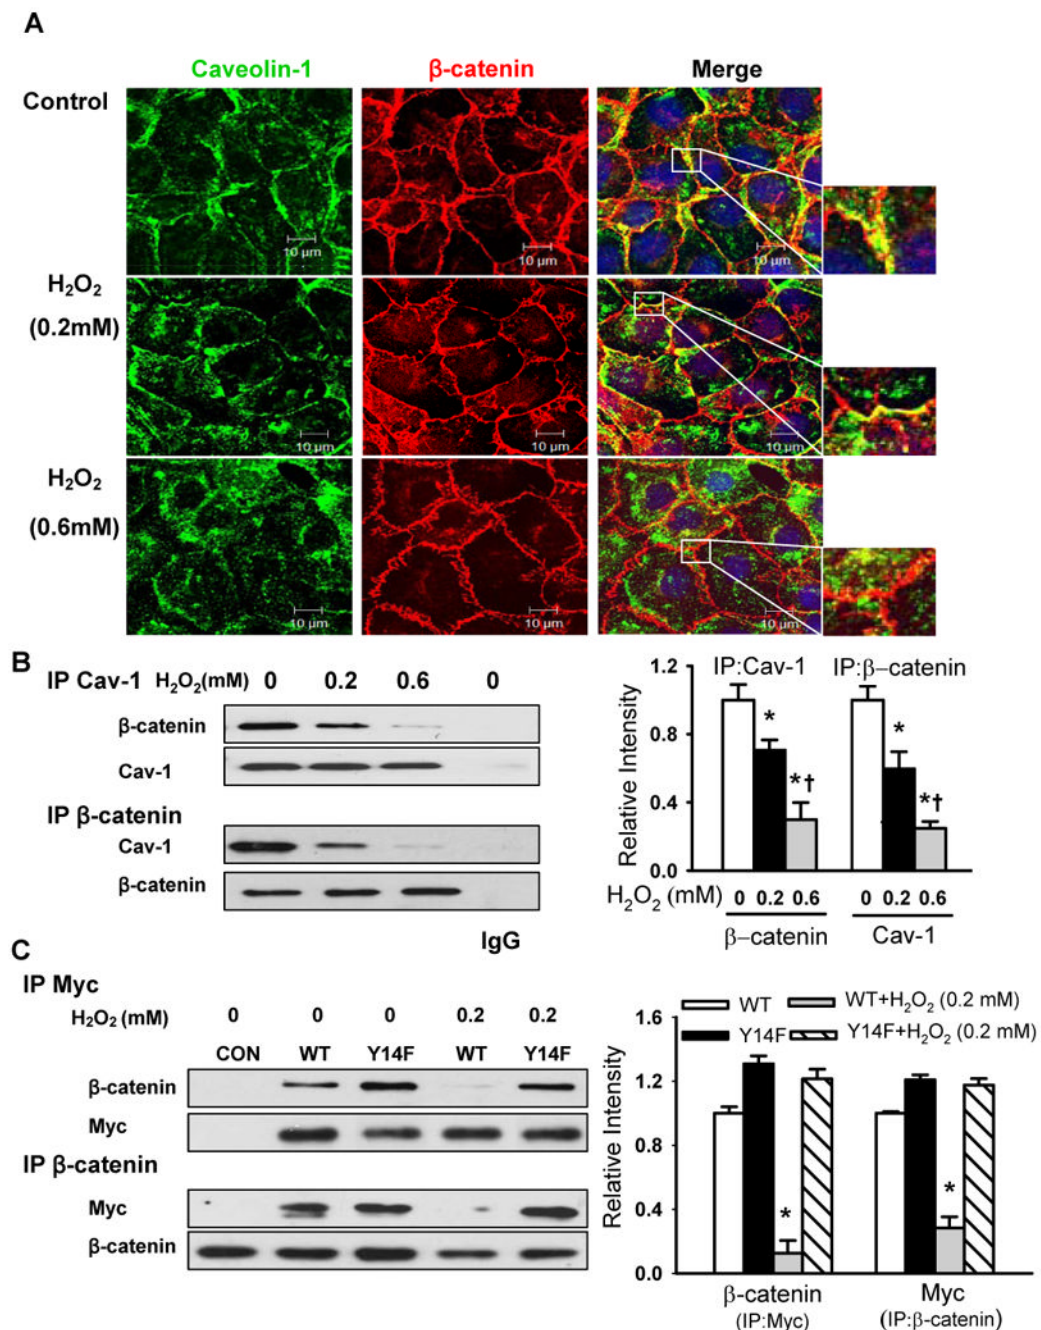 A
Caveolin-1 β-catenin Merge
Control
10 µm 10 µm 10 µm
H₂O₂
(0.2mM)
10 µm 10 µm 10 µm
H₂O₂
(0.6mM)
10 µm 10 µm 10 µm
B
IP Cav-1 H₂O₂(mM) 0 0.2 0.6 0
β-catenin
Cav-1
IP β-catenin
Cav-1
β-catenin
IgG
IP:Cav-1 IP:β–catenin
Relative Intensity
1.2
0.8
0.4
0.0
* *† * *†
H₂O₂ (mM) 0 0.2 0.6 0 0.2 0.6
β–catenin Cav-1
C
IP Myc
H₂O₂ (mM) 0 0 0 0.2 0.2
CON WT Y14F WT Y14F
β-catenin
Myc
IP β-catenin
Myc
β-catenin
WT WT+H₂O₂ (0.2 mM)
Y14F Y14F+H₂O₂ (0.2 mM)
Relative Intensity
1.6
1.2
0.8
0.4
0.0
* *
β-catenin Myc
(IP:Myc) (IP:β-catenin)